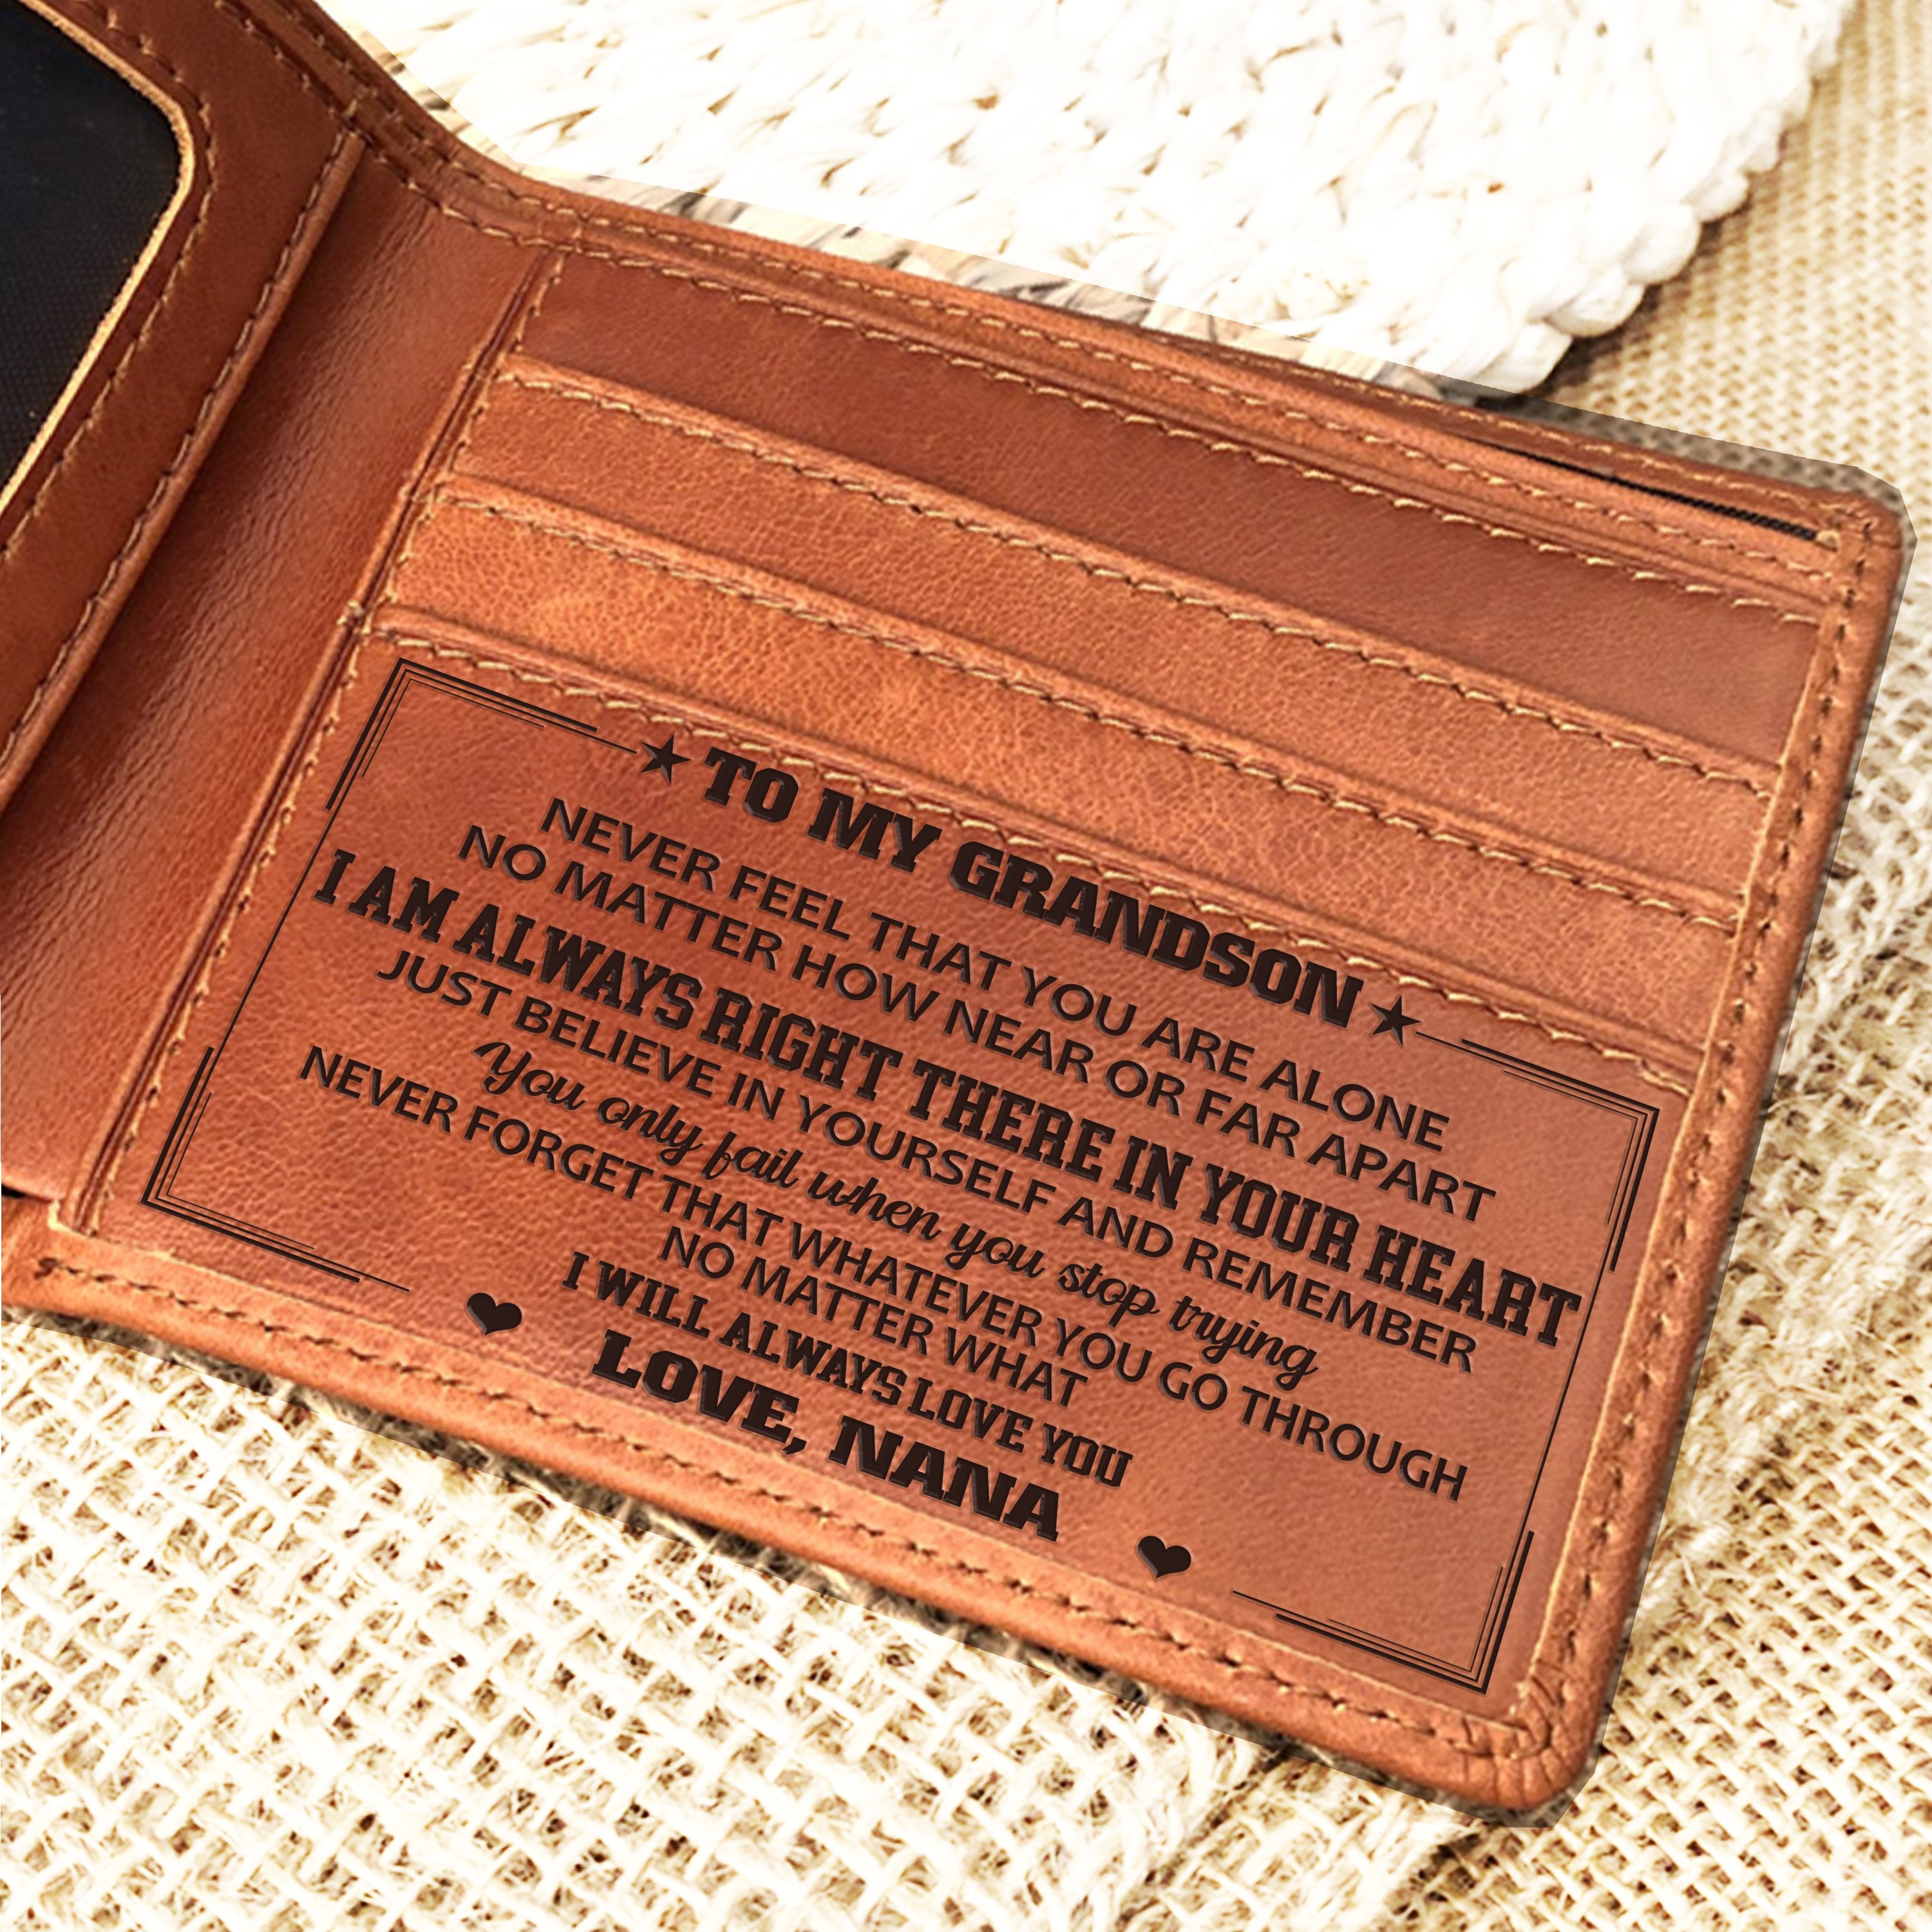 ★ TO MY GRANDSON ★
NEVER FEEL THAT YOU ARE ALONE
NO MATTER HOW NEAR OR FAR APART
I AM ALWAYS RIGHT THERE IN YOUR HEART
JUST BELIEVE IN YOURSELF AND REMEMBER
You only fail when you stop trying
NEVER FORGET THAT WHATEVER YOU GO THROUGH
NO MATTER WHAT
I WILL ALWAYS LOVE YOU
LOVE, NANA